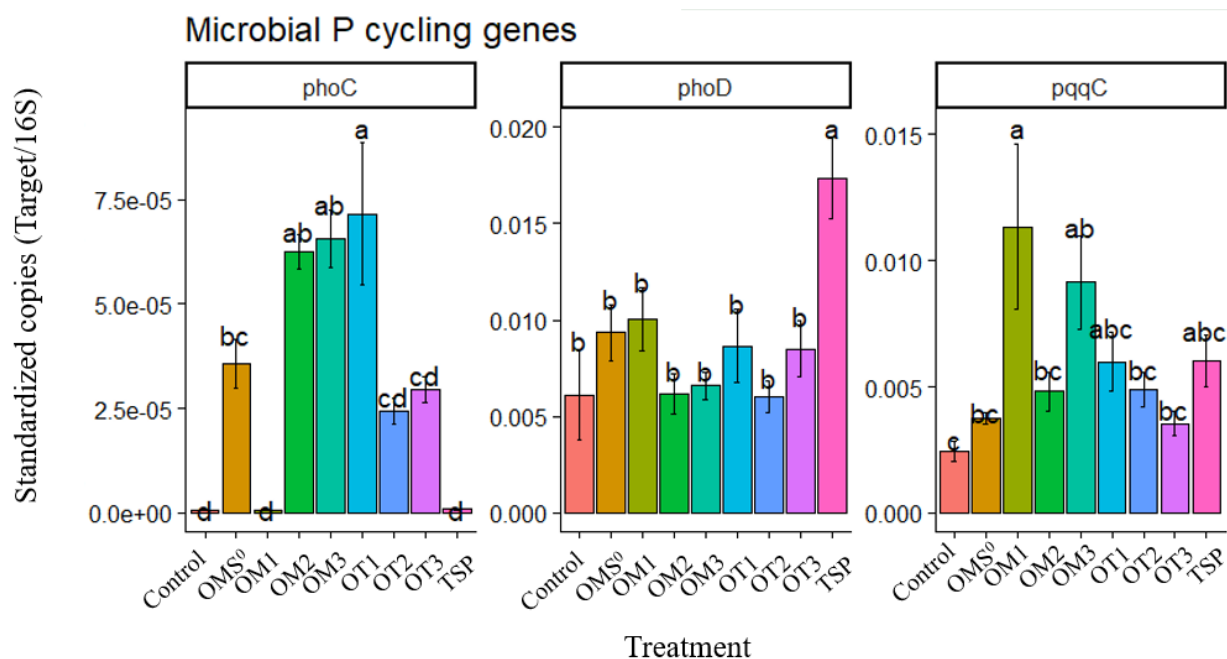 Microbial P cycling genes
phoC
phoD
pqqC
Standardized copies (Target/16S)
7.5e-05
5.0e-05
2.5e-05
0.0e+00
d
bc
d
ab
ab
a
cd
cd
d
0.020
0.015
0.010
0.005
0.000
b
b
b
b
b
b
b
b
a
0.015
0.010
0.005
0.000
c
bc
a
bc
ab
abc
bc
bc
abc
Control OMS⁰ OM1 OM2 OM3 OT1 OT2 OT3 TSP
Control OMS⁰ OM1 OM2 OM3 OT1 OT2 OT3 TSP
Control OMS⁰ OM1 OM2 OM3 OT1 OT2 OT3 TSP
Treatment